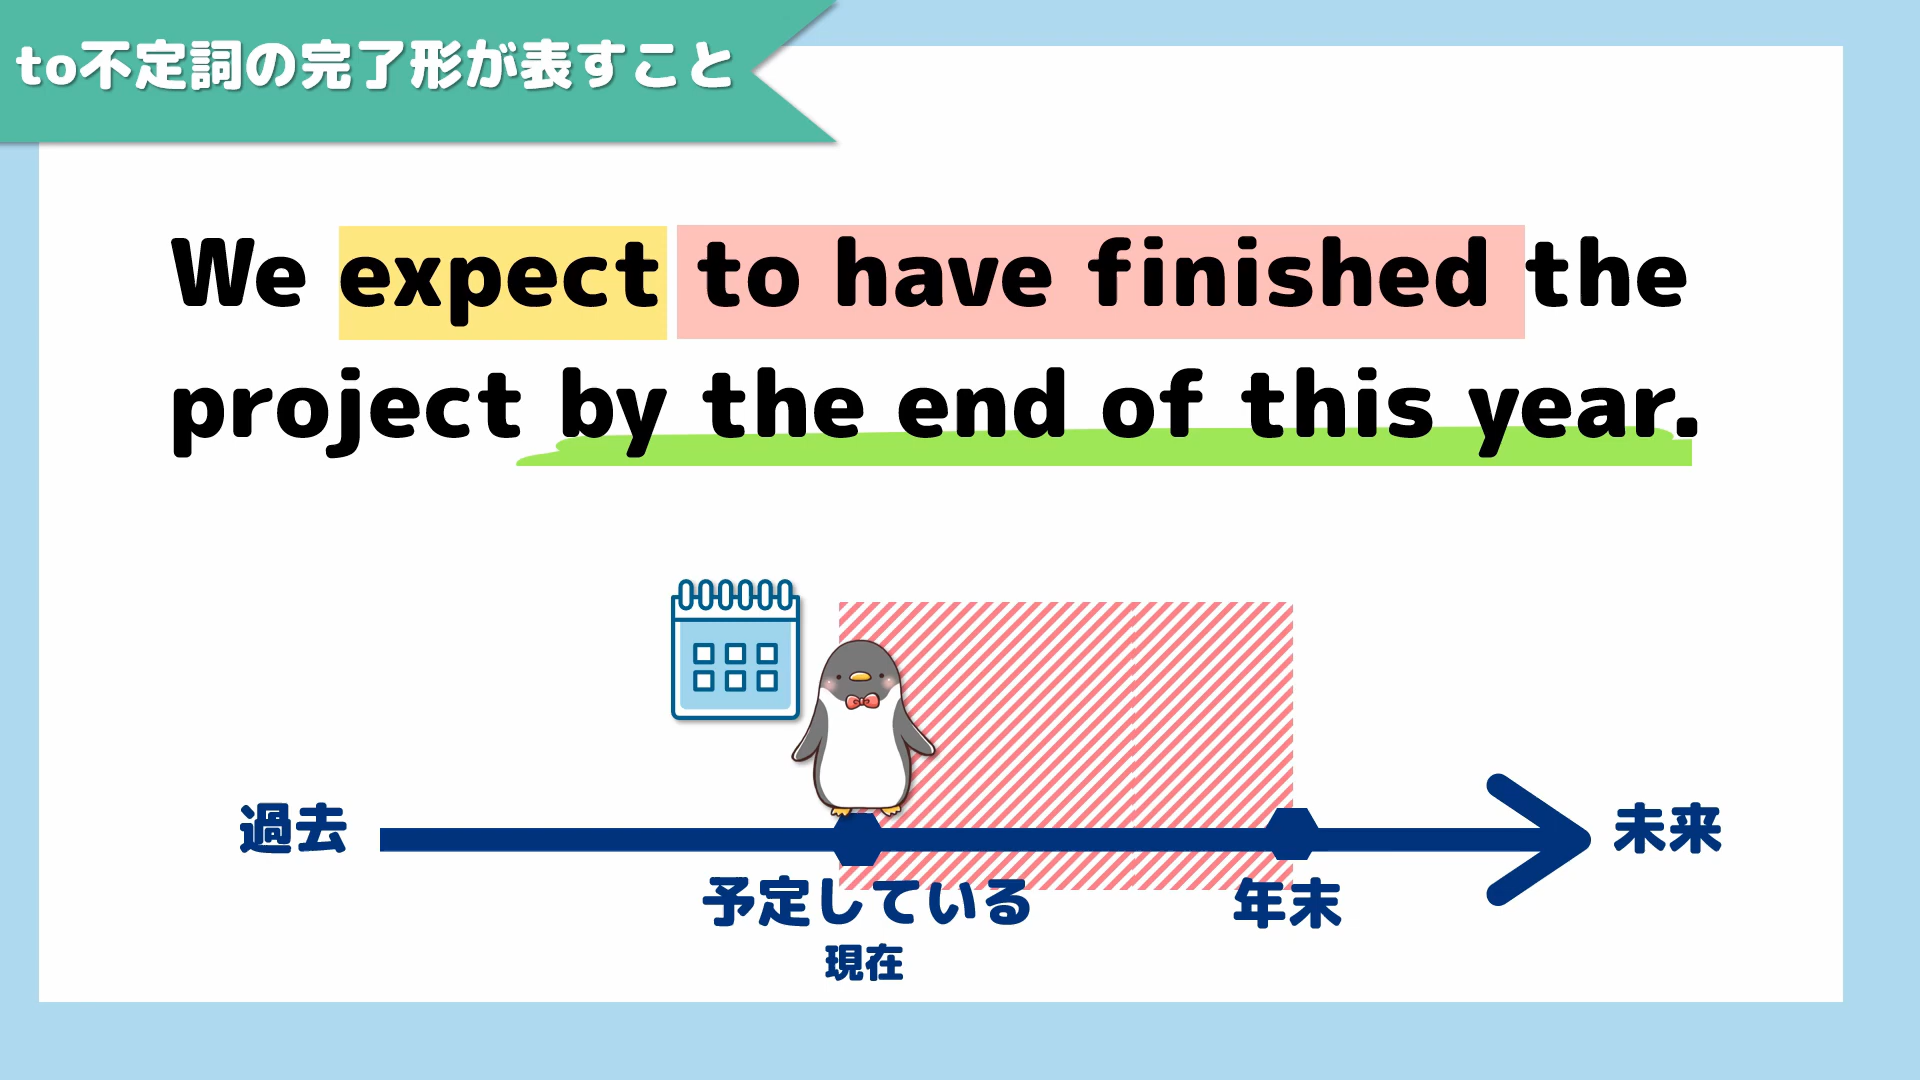 to不定詞の完了形が表すこと
We expect to have finished the
project by the end of this year.
過去
未来
予定している
年末
現在